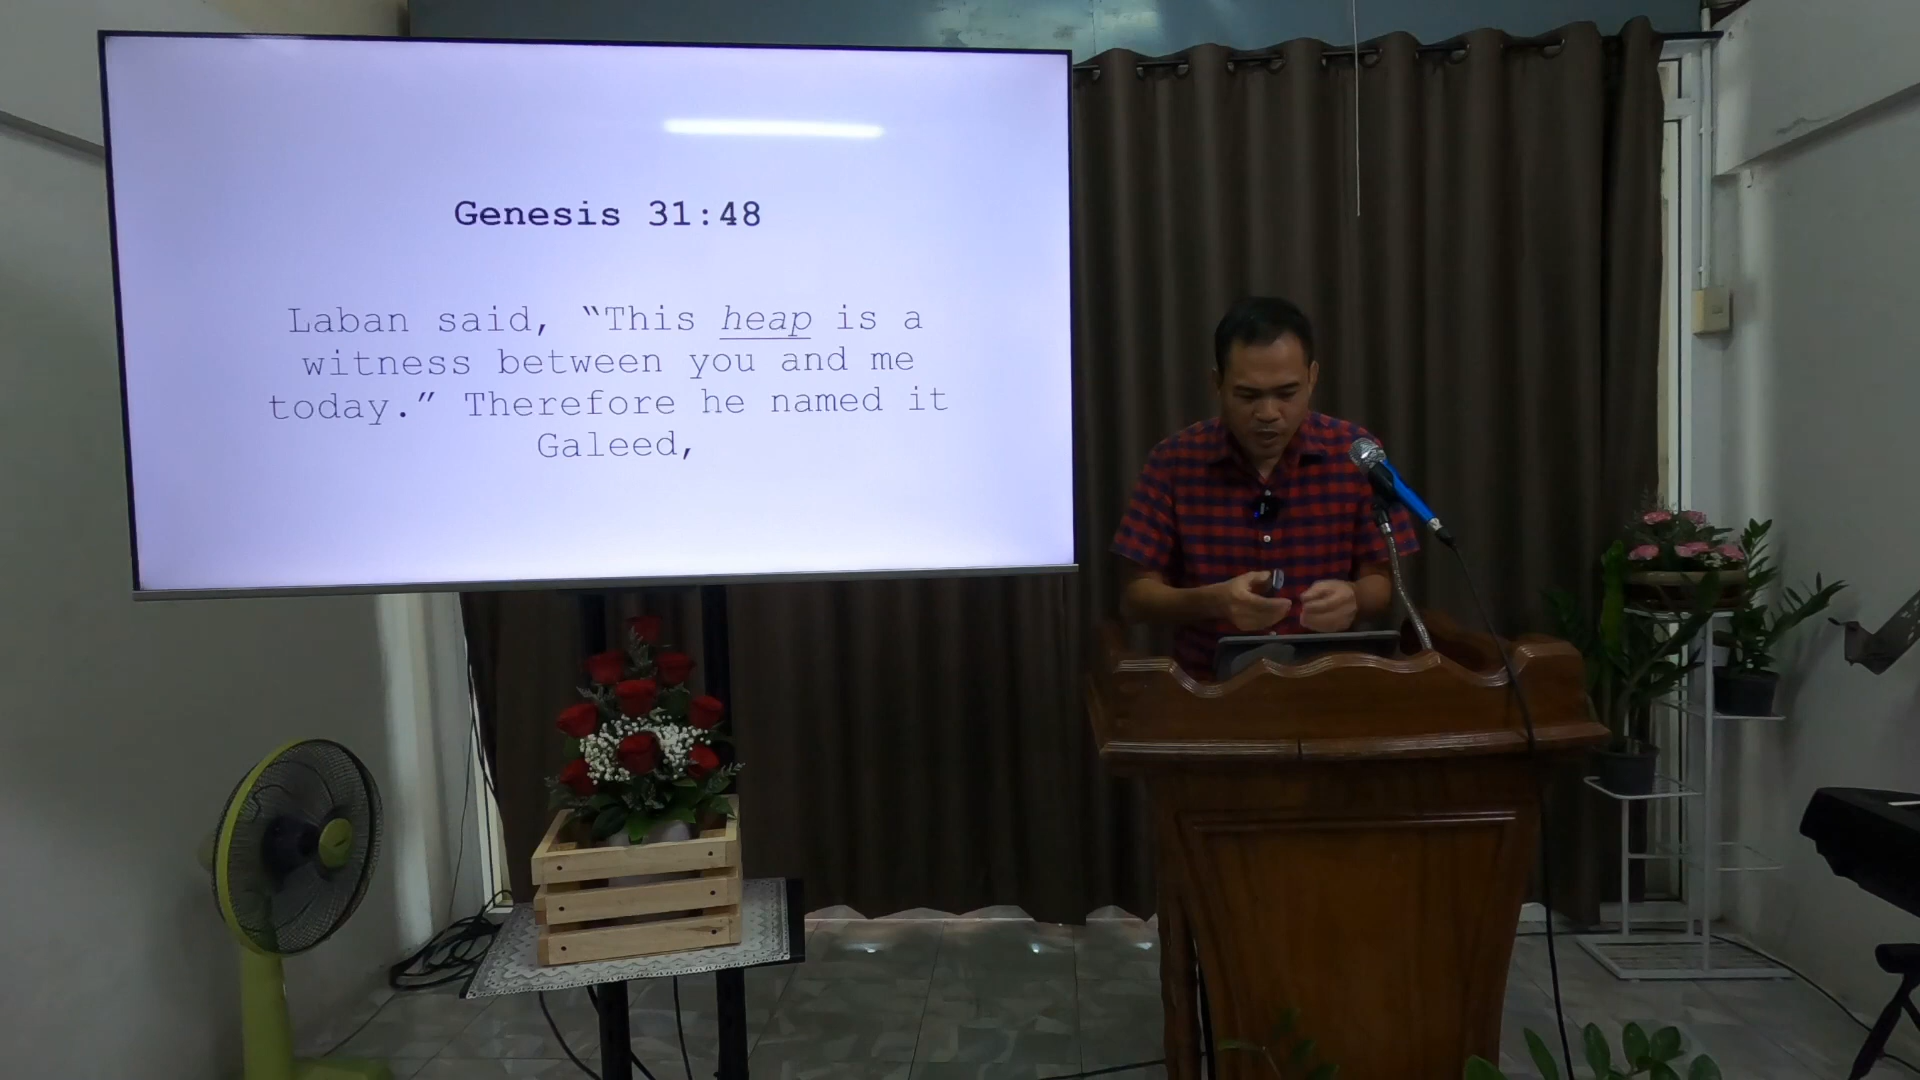 Genesis 31:48
Laban said, “This heap is a
witness between you and me
today.” Therefore he named it
Galeed,